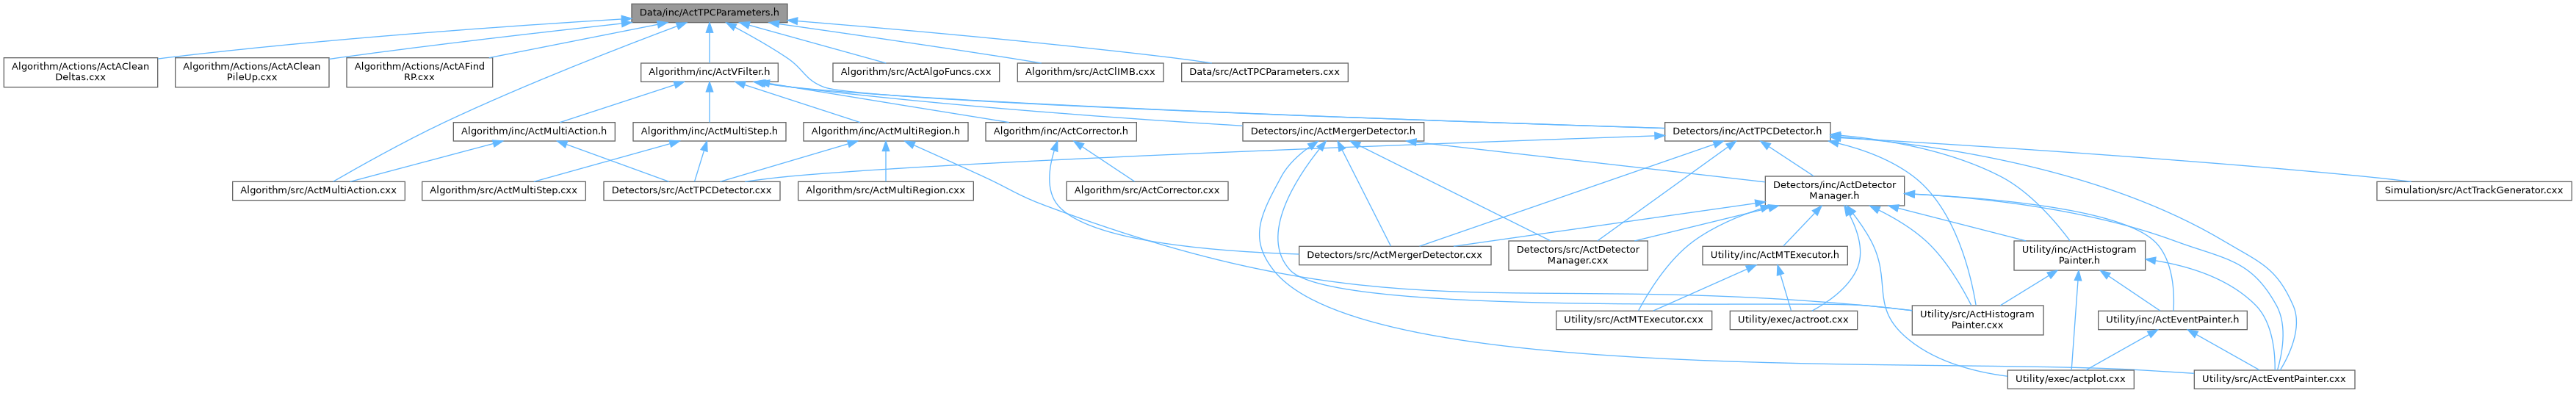 Data/inc/ActTPCParameters.h
Algorithm/Actions/ActAClean
Deltas.cxx
Algorithm/Actions/ActAClean
PileUp.cxx
Algorithm/Actions/ActAFind
RP.cxx
Algorithm/inc/ActVFilter.h
Algorithm/src/ActAlgoFuncs.cxx
Algorithm/src/ActClIMB.cxx
Data/src/ActTPCParameters.cxx
Algorithm/inc/ActMultiAction.h
Algorithm/inc/ActMultiStep.h
Algorithm/inc/ActMultiRegion.h
Algorithm/inc/ActCorrector.h
Detectors/inc/ActMergerDetector.h
Detectors/inc/ActTPCDetector.h
Algorithm/src/ActMultiAction.cxx
Algorithm/src/ActMultiStep.cxx
Detectors/src/ActTPCDetector.cxx
Algorithm/src/ActMultiRegion.cxx
Algorithm/src/ActCorrector.cxx
Detectors/inc/ActDetector
Manager.h
Simulation/src/ActTrackGenerator.cxx
Detectors/src/ActMergerDetector.cxx
Detectors/src/ActDetector
Manager.cxx
Utility/inc/ActMTExecutor.h
Utility/inc/ActHistogram
Painter.h
Utility/src/ActMTExecutor.cxx
Utility/exec/actroot.cxx
Utility/src/ActHistogram
Painter.cxx
Utility/inc/ActEventPainter.h
Utility/exec/actplot.cxx
Utility/src/ActEventPainter.cxx